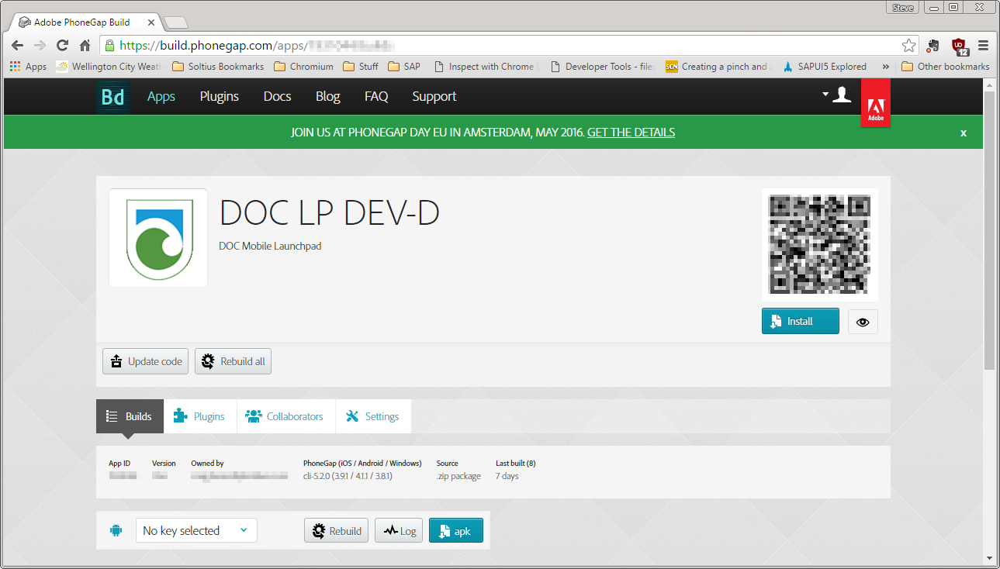 Steve
Adobe PhoneGap Build
https://build.phonegap.com/apps/
Apps Wellington City Weat Soltius Bookmarks Chromium Stuff SAP Inspect with Chrome Developer Tools - file: Creating a pinch and SAPUI5 Explored » Other bookmarks
uD 12
Bd Apps Plugins Docs Blog FAQ Support
Adobe
JOIN US AT PHONEGAP DAY EU IN AMSTERDAM, MAY 2016. GET THE DETAILS x
DOC LP DEV-D
DOC Mobile Launchpad
Install
Update code Rebuild all
Builds Plugins Collaborators Settings
App ID Version Owned by PhoneGap (iOS / Android / Windows) Source Last built (8)
cli-5.2.0 (3.9.1 / 4.1.1 / 3.8.1) .zip package 7 days
No key selected Rebuild Log apk